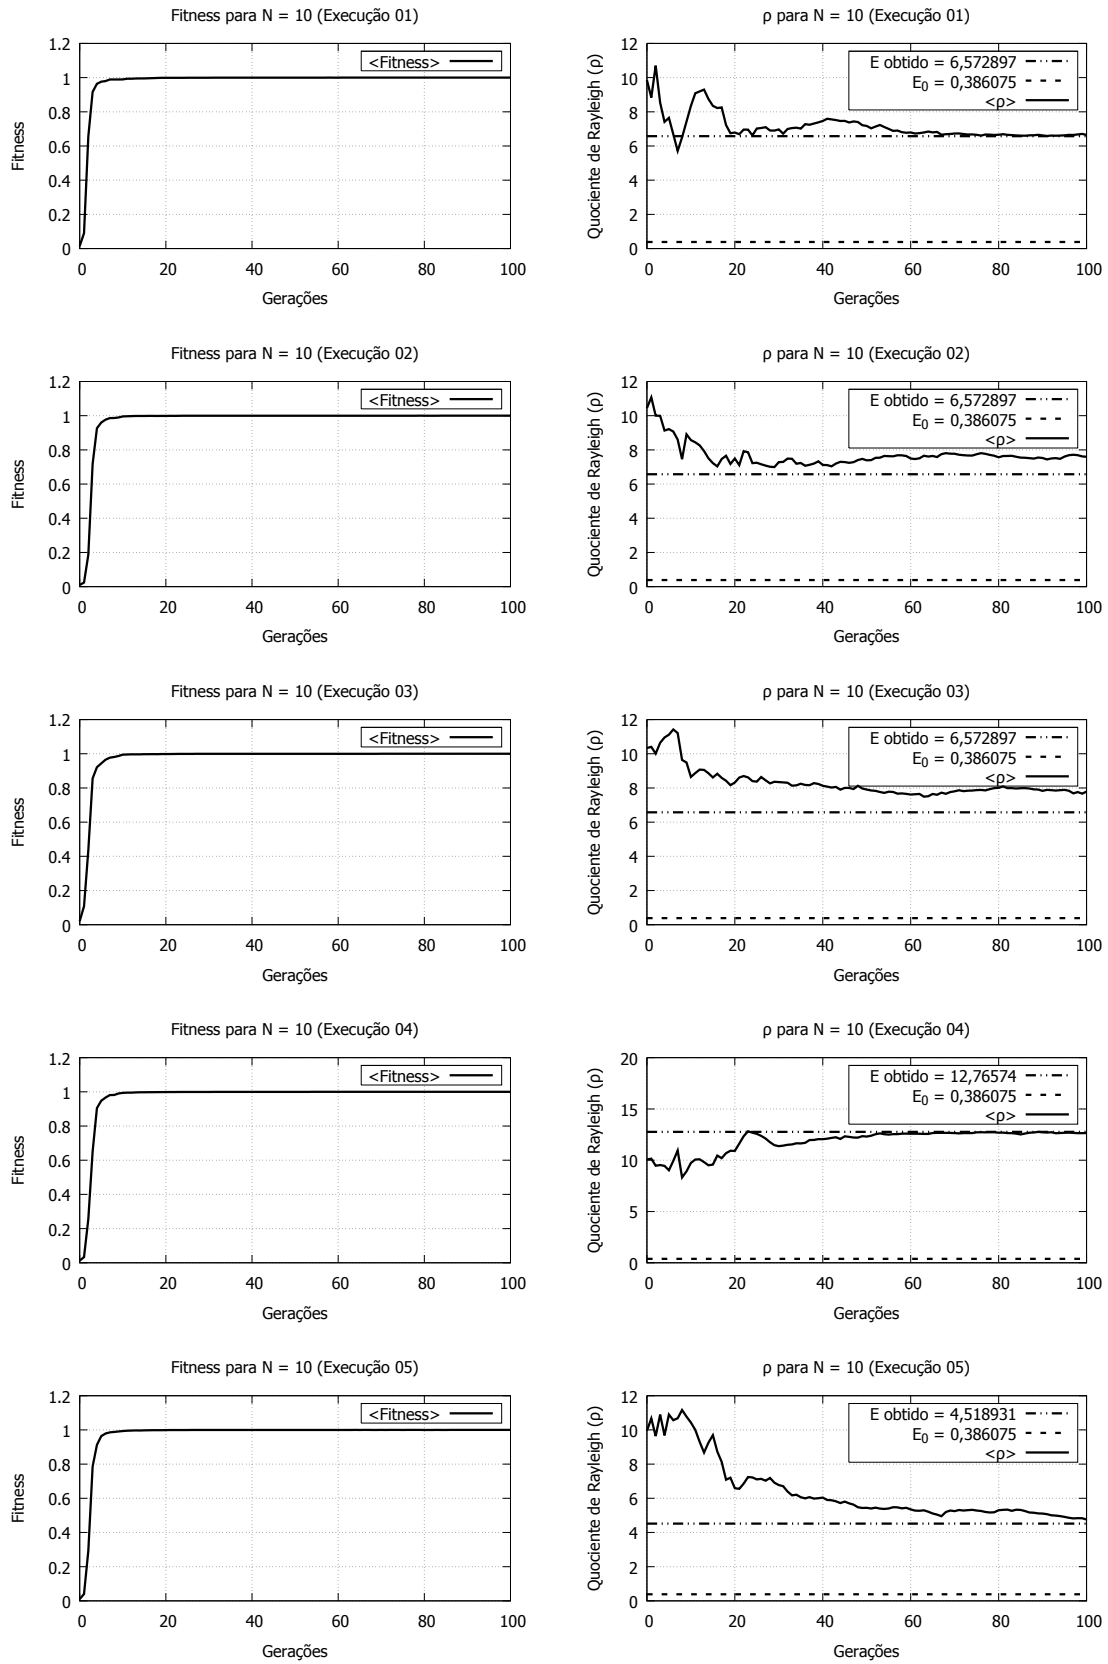 Fitness para N = 10 (Execução 01)
1.2
1
0.8
0.6
0.4
0.2
0
Fitness
<Fitness>
0 20 40 60 80 100
Gerações
ρ para N = 10 (Execução 01)
12
10
8
6
4
2
0
Quociente de Rayleigh (ρ)
E obtido = 6,572897
E0 = 0,386075
<ρ>
0 20 40 60 80 100
Gerações
Fitness para N = 10 (Execução 02)
1.2
1
0.8
0.6
0.4
0.2
0
Fitness
<Fitness>
0 20 40 60 80 100
Gerações
ρ para N = 10 (Execução 02)
12
10
8
6
4
2
0
Quociente de Rayleigh (ρ)
E obtido = 6,572897
E0 = 0,386075
<ρ>
0 20 40 60 80 100
Gerações
Fitness para N = 10 (Execução 03)
1.2
1
0.8
0.6
0.4
0.2
0
Fitness
<Fitness>
0 20 40 60 80 100
Gerações
ρ para N = 10 (Execução 03)
12
10
8
6
4
2
0
Quociente de Rayleigh (ρ)
E obtido = 6,572897
E0 = 0,386075
<ρ>
0 20 40 60 80 100
Gerações
Fitness para N = 10 (Execução 04)
1.2
1
0.8
0.6
0.4
0.2
0
Fitness
<Fitness>
0 20 40 60 80 100
Gerações
ρ para N = 10 (Execução 04)
20
15
10
5
0
Quociente de Rayleigh (ρ)
E obtido = 12,76574
E0 = 0,386075
<ρ>
0 20 40 60 80 100
Gerações
Fitness para N = 10 (Execução 05)
1.2
1
0.8
0.6
0.4
0.2
0
Fitness
<Fitness>
0 20 40 60 80 100
Gerações
ρ para N = 10 (Execução 05)
12
10
8
6
4
2
0
Quociente de Rayleigh (ρ)
E obtido = 4,518931
E0 = 0,386075
<ρ>
0 20 40 60 80 100
Gerações